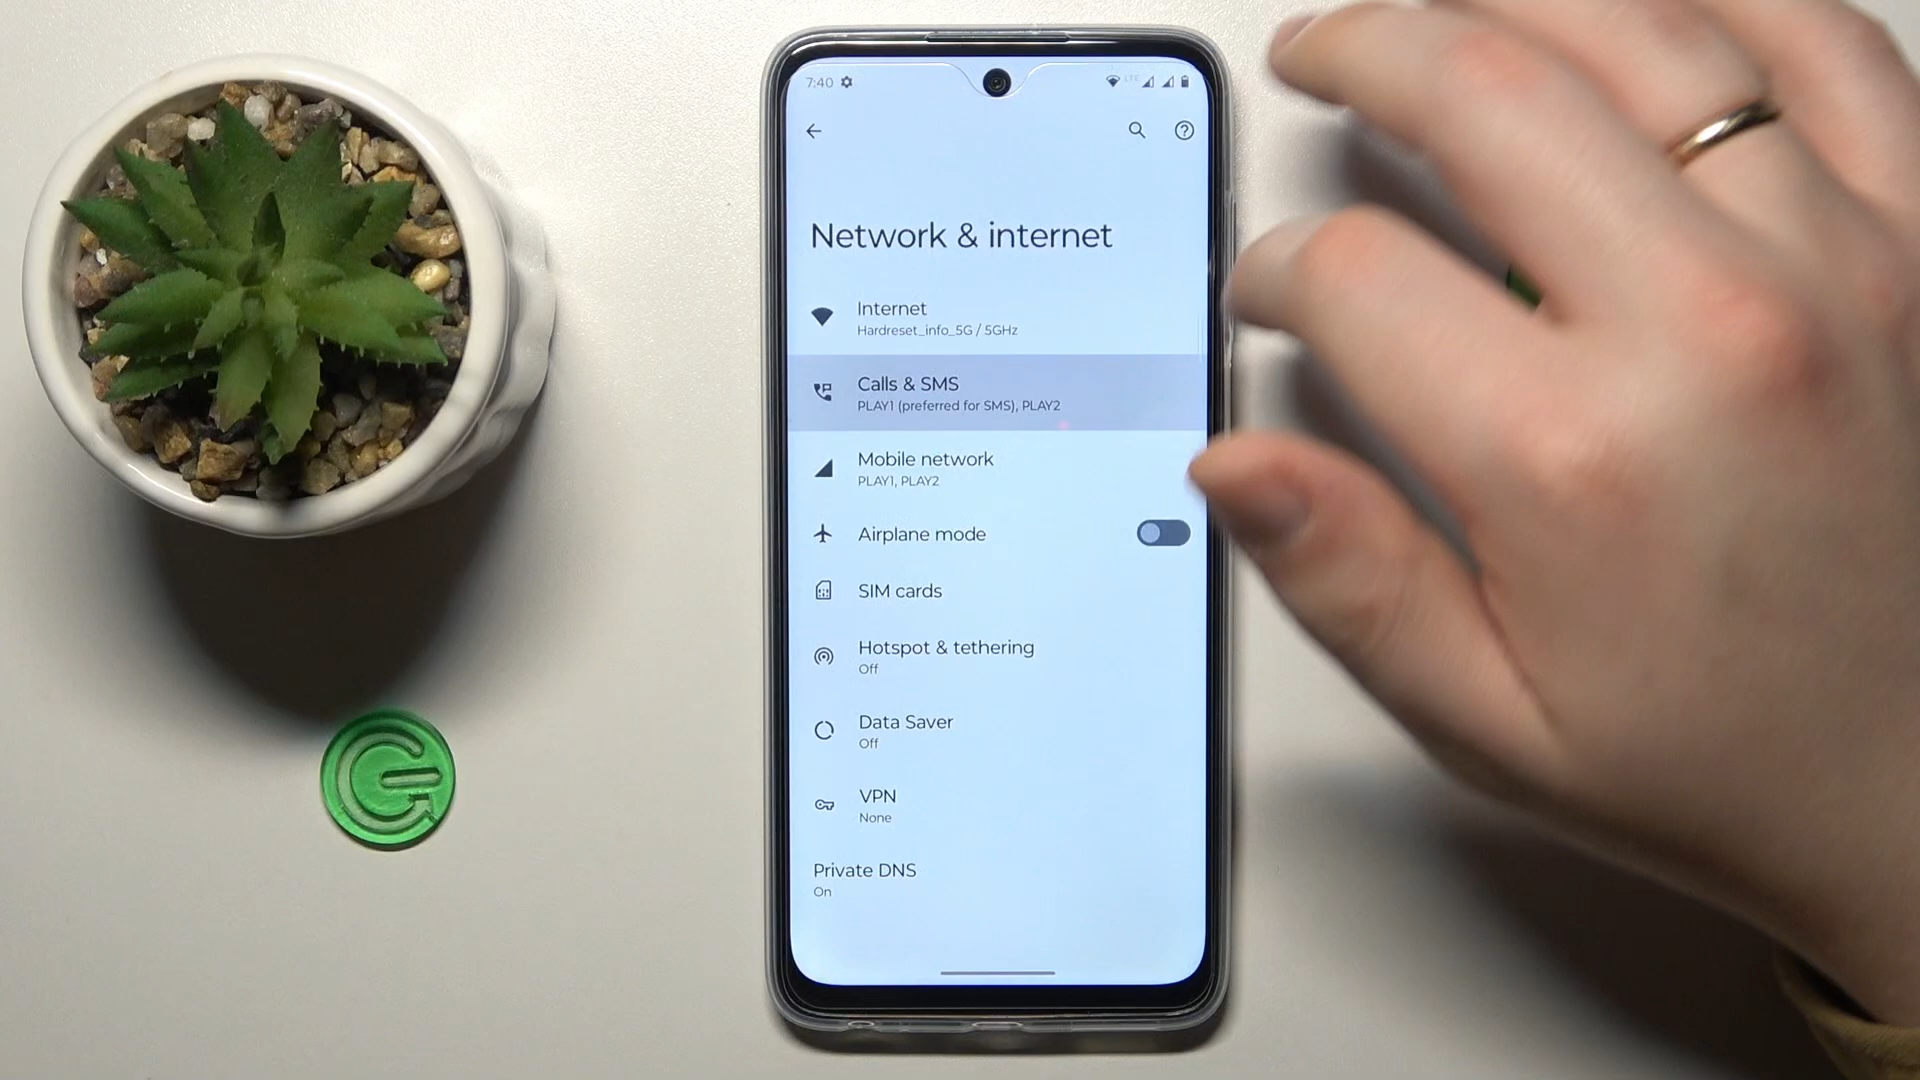 7:40 LTE
Network & internet
Internet
Hardreset_info_5G / 5GHz
Calls & SMS
PLAY1 (preferred for SMS), PLAY2
Mobile network
PLAY1, PLAY2
Airplane mode
SIM cards
Hotspot & tethering
Off
Data Saver
Off
VPN
None
Private DNS
On